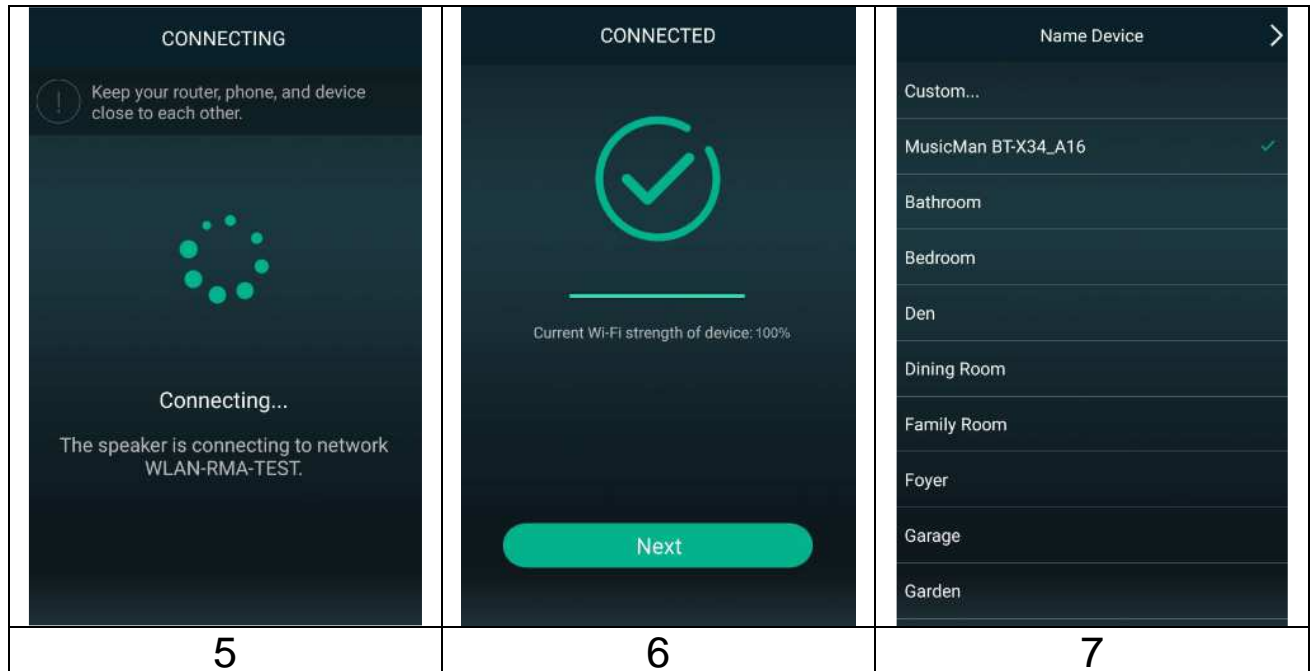 CONNECTING
Keep your router, phone, and device
close to each other.
Connecting...
The speaker is connecting to network
WLAN-RMA-TEST.
5
CONNECTED
Current Wi-Fi strength of device: 100%
Next
6
Name Device
Custom...
MusicMan BT-X34_A16
Bathroom
Bedroom
Den
Dining Room
Family Room
Foyer
Garage
Garden
7